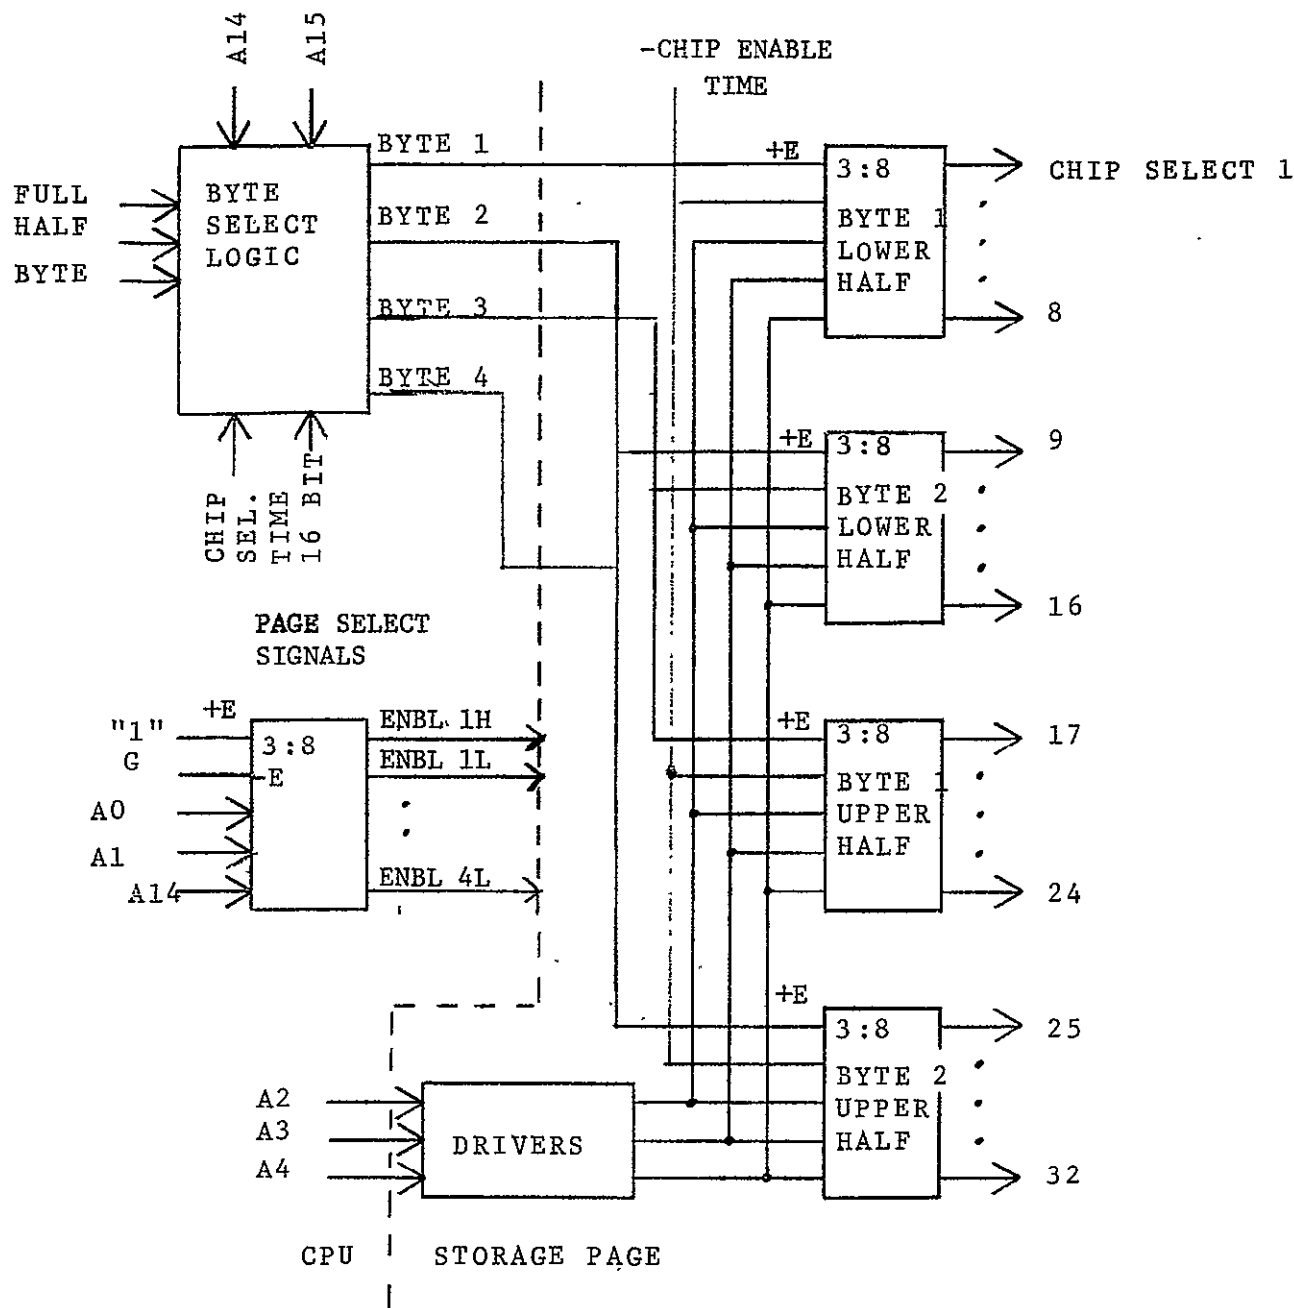 A14
A15
-CHIP ENABLE
TIME
FULL
HALF
BYTE
BYTE
SELECT
LOGIC
BYTE 1
BYTE 2
BYTE 3
BYTE 4
CHIP
SEL.
TIME
16 BIT
+E
3:8
BYTE 1
LOWER
HALF
CHIP SELECT 1
8
+E
3:8
BYTE 2
LOWER
HALF
9
16
PAGE SELECT
SIGNALS
"1"
G
A0
A1
A14
+E
3:8
-E
ENBL 1H
ENBL 1L
ENBL 4L
+E
3:8
BYTE 1
UPPER
HALF
17
24
+E
3:8
BYTE 2
UPPER
HALF
25
32
A2
A3
A4
DRIVERS
CPU
STORAGE PAGE